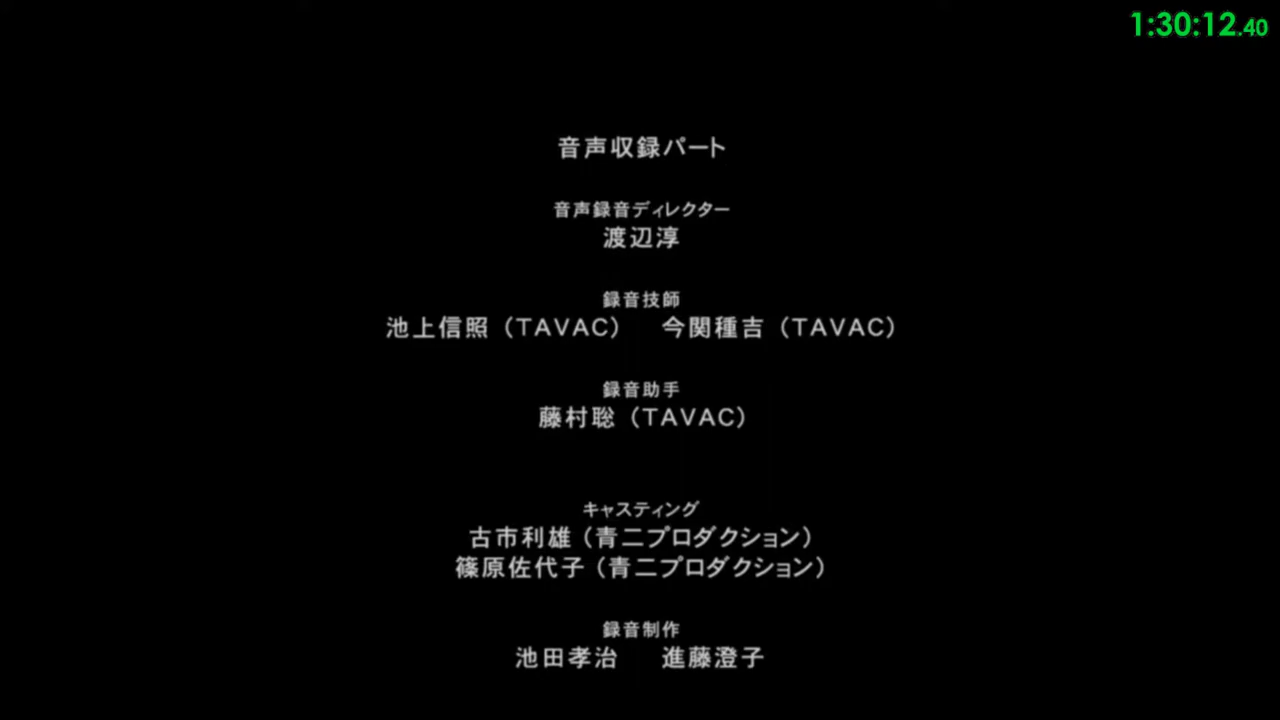 1:30:12.40
音声収録パート
音声録音ディレクター
渡辺淳
録音技師
池上信照（TAVAC） 今関種吉（TAVAC）
録音助手
藤村聡（TAVAC）
キャスティング
古市利雄（青二プロダクション）
篠原佐代子（青二プロダクション）
録音制作
池田孝治 進藤澄子